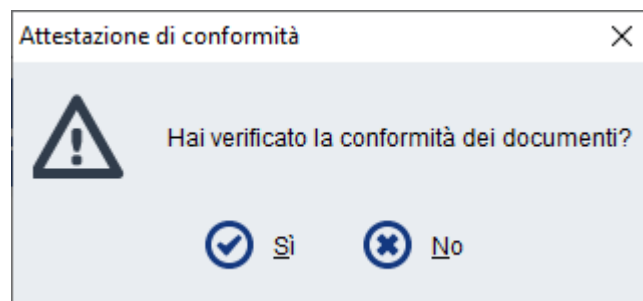 Attestazione di conformità
Hai verificato la conformità dei documenti?
Sì No